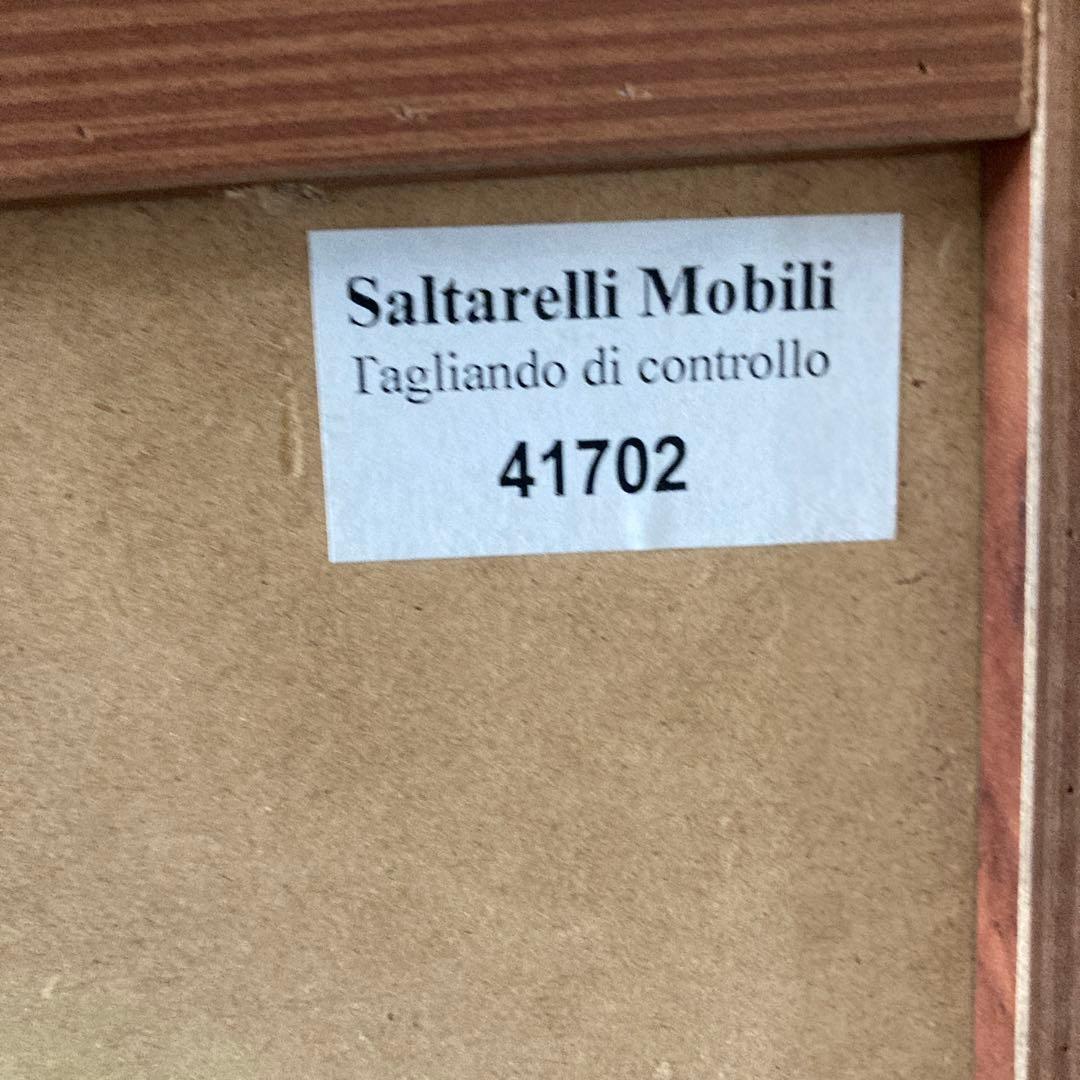 Saltarelli Mobili
Tagliando di controllo
41702